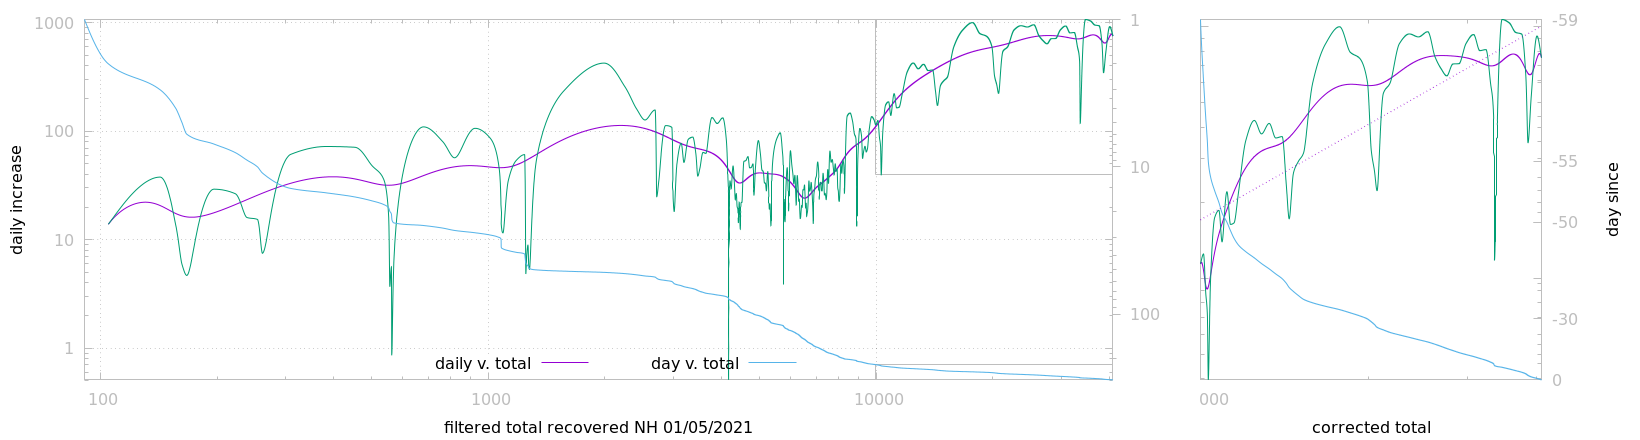 1000
100
10
1
daily increase
daily v. total
day v. total
100
1000
10000
filtered total recovered NH 01/05/2021
1
10
100
-59
-55
-50
-30
0
day since
000
corrected total